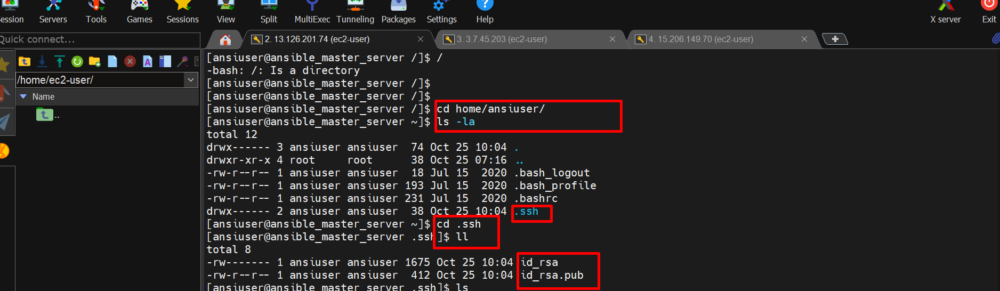 ession
Servers
Tools
Games
Sessions
View
Split
MultiExec
Tunneling
Packages
Settings
Help
X server
Exit
Quick connect...
2. 13.126.201.74 (ec2-user)
3. 3.7.45.203 (ec2-user)
4. 15.206.149.70 (ec2-user)
/home/ec2-user/
Name
..
[ansiuser@ansible_master_server /]$ /
-bash: /: Is a directory
[ansiuser@ansible_master_server /]$
[ansiuser@ansible_master_server /]$
[ansiuser@ansible_master_server /]$ cd home/ansiuser/
[ansiuser@ansible_master_server ~]$ ls -la
total 12
drwx------ 3 ansiuser ansiuser  74 Oct 25 10:04 .
drwxr-xr-x 4 root     root      38 Oct 25 07:16 ..
-rw-r--r-- 1 ansiuser ansiuser  18 Jul 15  2020 .bash_logout
-rw-r--r-- 1 ansiuser ansiuser 193 Jul 15  2020 .bash_profile
-rw-r--r-- 1 ansiuser ansiuser 231 Jul 15  2020 .bashrc
drwx------ 2 ansiuser ansiuser  38 Oct 25 10:04 .ssh
[ansiuser@ansible_master_server ~]$ cd .ssh
[ansiuser@ansible_master_server .ssh]$ ll
total 8
-rw------- 1 ansiuser ansiuser 1675 Oct 25 10:04 id_rsa
-rw-r--r-- 1 ansiuser ansiuser  412 Oct 25 10:04 id_rsa.pub
[ansiuser@ansible_master_server .ssh]$ ls